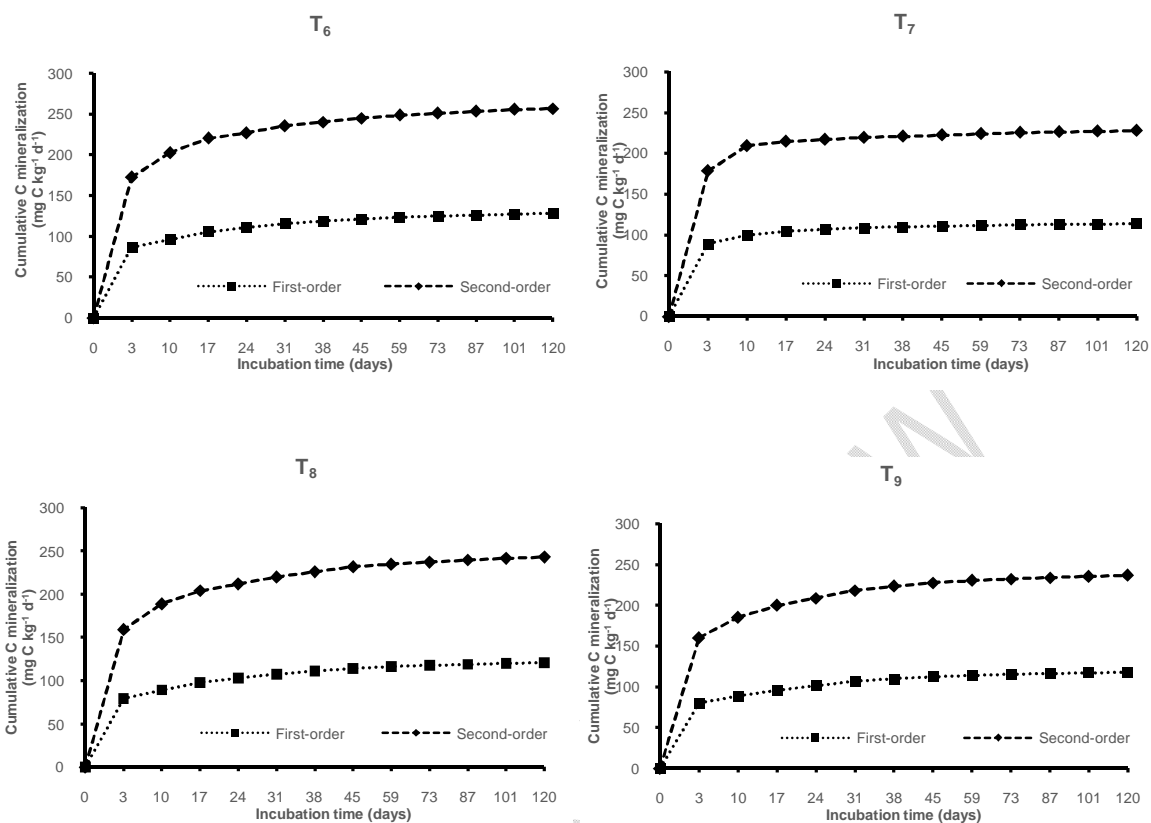 T6
Cumulative C mineralization
(mg C kg-1 d-1)
300
250
200
150
100
50
0
First-order
Second-order
0 3 10 17 24 31 38 45 59 73 87 101 120
Incubation time (days)
T7
Cumulative C mineralization
(mg C kg-1 d-1)
300
250
200
150
100
50
0
First-order
Second-order
0 3 10 17 24 31 38 45 59 73 87 101 120
Incubation time (days)
T8
Cumulative C mineralization
(mg C kg-1 d-1)
300
250
200
150
100
50
0
First-order
Second-order
0 3 10 17 24 31 38 45 59 73 87 101 120
Incubation time (days)
T9
Cumulative C mineralization
(mg C kg-1 d-1)
300
250
200
150
100
50
0
First-order
Second-order
0 3 10 17 24 31 38 45 59 73 87 101 120
Incubation time (days)